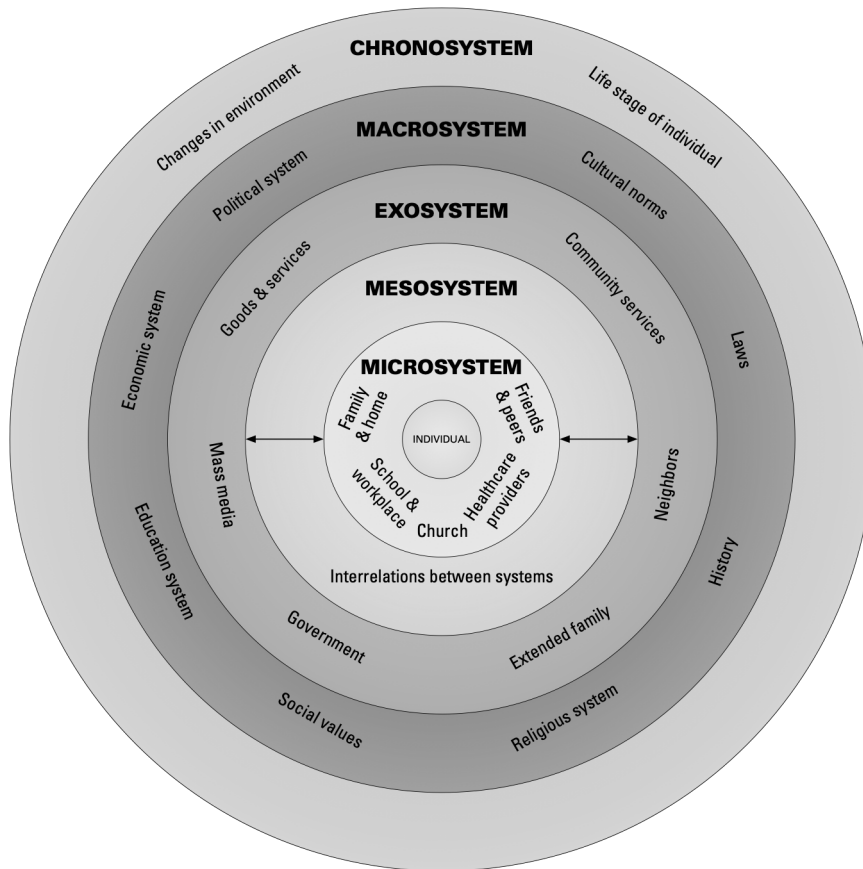 CHRONOSYSTEM
Changes in environment
Life stage of individual
MACROSYSTEM
Political system
Cultural norms
Economic system
Laws
Education system
History
Social values
Religious system
EXOSYSTEM
Goods & services
Community services
Mass media
Neighbors
Government
Extended family
MESOSYSTEM
Interrelations between systems
MICROSYSTEM
Family
& home
Friends
& peers
School &
workplace
Healthcare
providers
Church
INDIVIDUAL